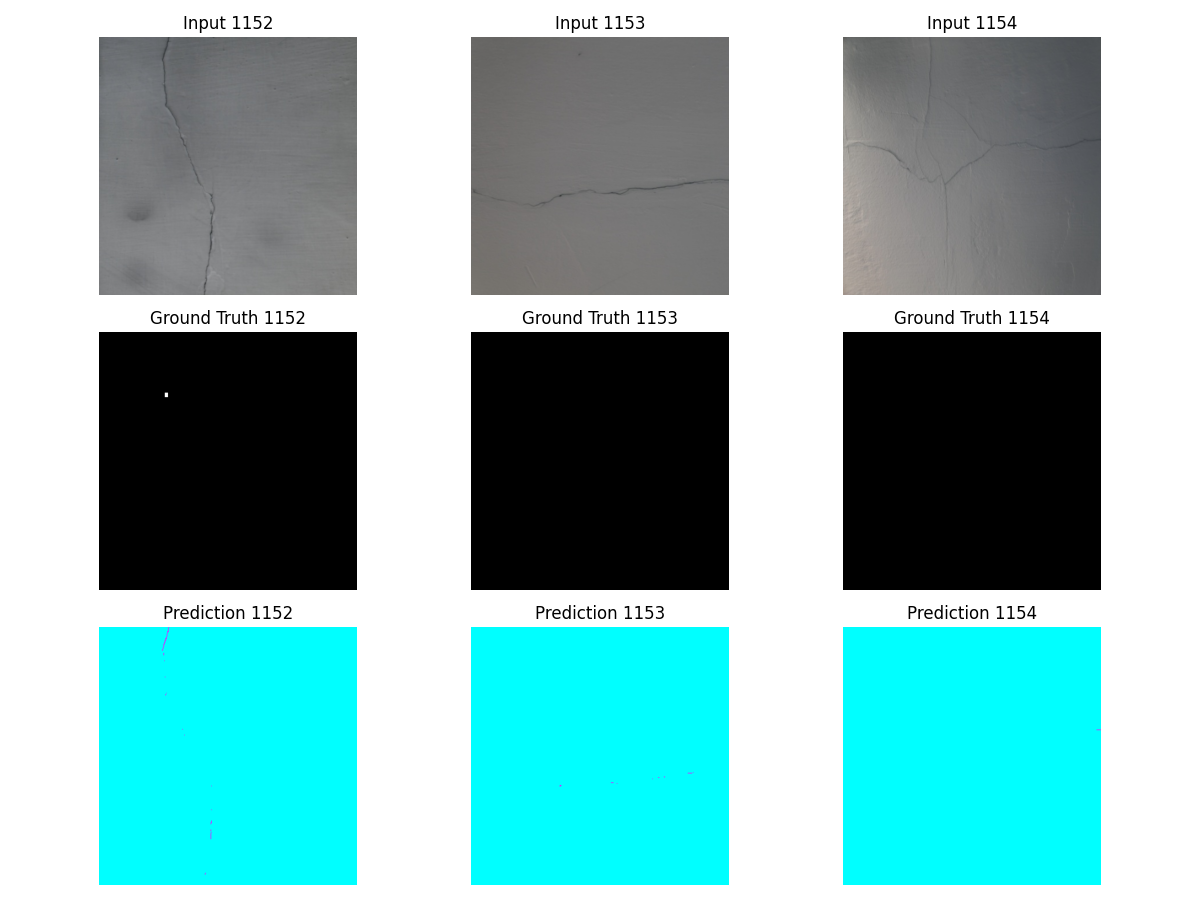 Input 1152
Input 1153
Input 1154
Ground Truth 1152
Ground Truth 1153
Ground Truth 1154
Prediction 1152
Prediction 1153
Prediction 1154